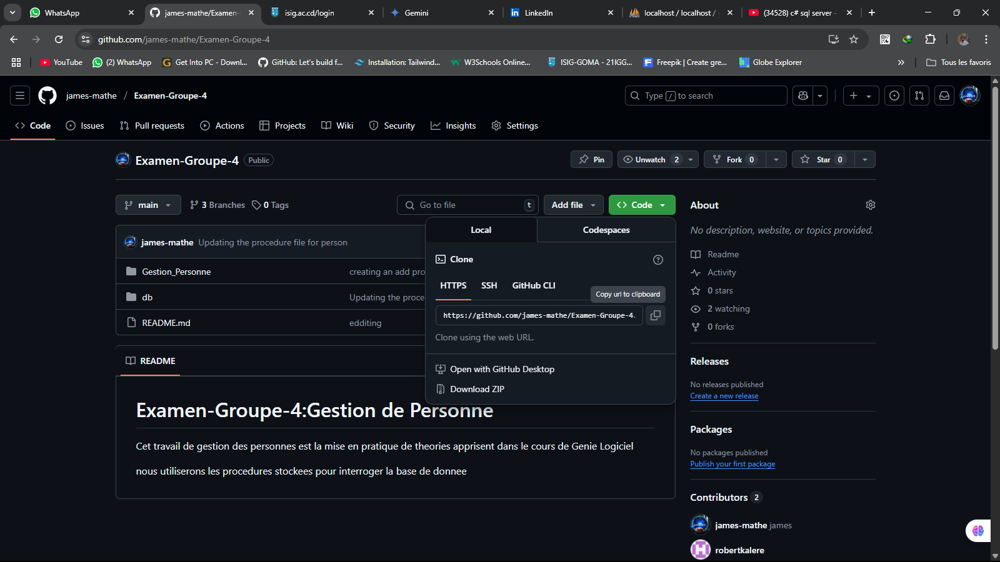 WhatsApp
james-mathe/Examen-
isig.ac.cd/login
Gemini
LinkedIn
localhost / localhost /
(34528) c# sql server -
github.com/james-mathe/Examen-Groupe-4
YouTube
(2) WhatsApp
Get Into PC - Downl...
GitHub: Let's build f...
Installation: Tailwind...
W3Schools Online...
ISIG-GOMA - 21IGG...
Freepik | Create gre...
Globe Explorer
Tous les favoris
james-mathe / Examen-Groupe-4
Type / to search
Code
Issues
Pull requests
Actions
Projects
Wiki
Security
Insights
Settings
Examen-Groupe-4 Public
Pin
Unwatch 2
Fork 0
Star 0
main
3 Branches
0 Tags
Go to file t
Add file
Code
james-mathe Updating the procedure file for person
Gestion_Personne creating an add pro
db Updating the proce
README.md edditing
Local
Codespaces
Clone
HTTPS SSH GitHub CLI
Copy url to clipboard
https://github.com/james-mathe/Examen-Groupe-4.
Clone using the web URL.
Open with GitHub Desktop
Download ZIP
README
Examen-Groupe-4:Gestion de Personne
Cet travail de gestion des personnes est la mise en pratique de theories apprisent dans le cours de Genie Logiciel
nous utiliserons les procedures stockees pour interroger la base de donnee
About
No description, website, or topics provided.
Readme
Activity
0 stars
2 watching
0 forks
Releases
No releases published
Create a new release
Packages
No packages published
Publish your first package
Contributors 2
james-mathe james
robertkalere